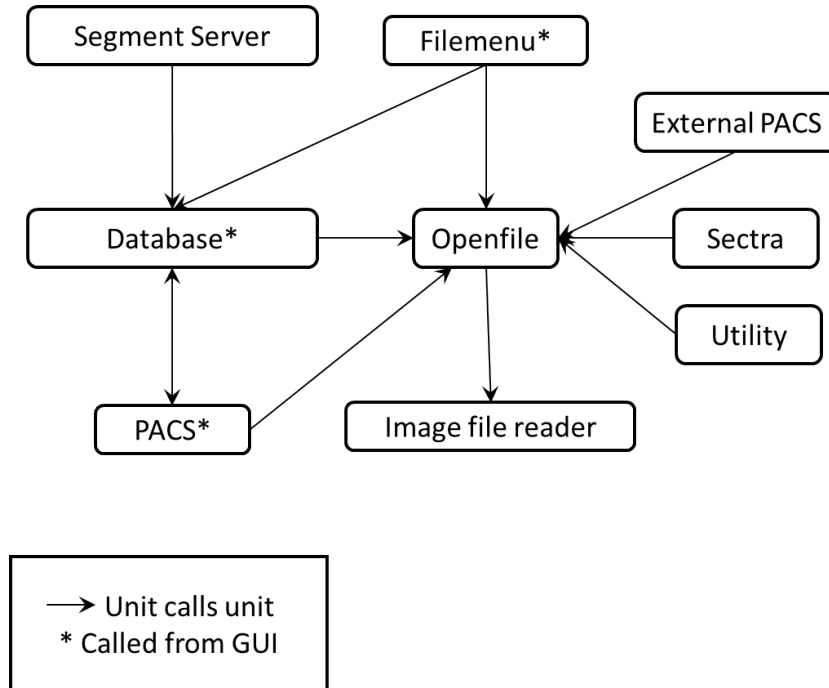 Segment Server
Filemenu*
External PACS
Database*
Openfile
Sectra
Utility
PACS*
Image file reader
Unit calls unit
* Called from GUI